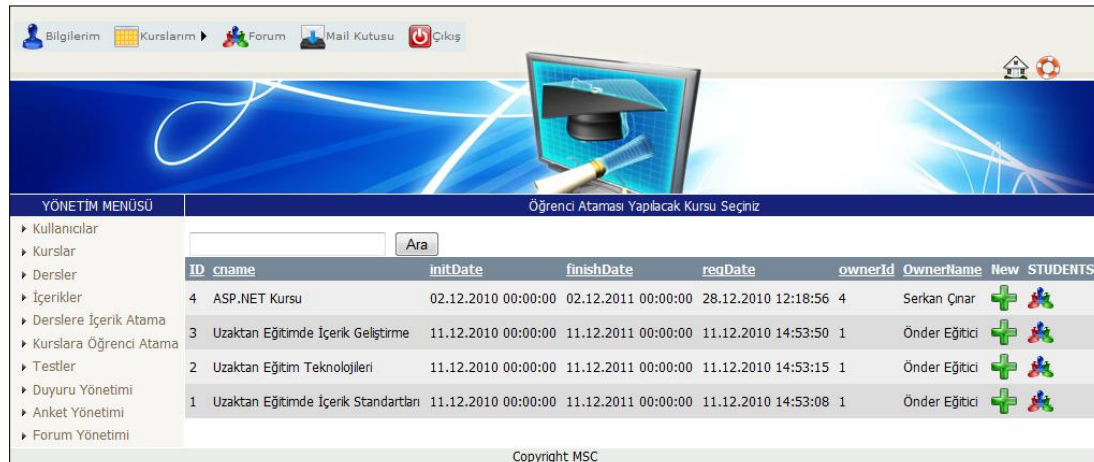 Bilgilerim Kurslarım Forum Mail Kutusu Çıkış
YÖNETİM MENÜSÜ
Kullanıcılar
Kurslar
Dersler
İçerikler
Derslere İçerik Atama
Kurslara Öğrenci Atama
Testler
Duyuru Yönetimi
Anket Yönetimi
Forum Yönetimi
Öğrenci Ataması Yapılacak Kursu Seçiniz
Ara
ID cname initDate finishDate regDate ownerId OwnerName New STUDENTS
4 ASP.NET Kursu 02.12.2010 00:00:00 02.12.2011 00:00:00 28.12.2010 12:18:56 4 Serkan Çınar
3 Uzaktan Eğitimde İçerik Geliştirme 11.12.2010 00:00:00 11.12.2011 00:00:00 11.12.2010 14:53:50 1 Önder Eğitici
2 Uzaktan Eğitim Teknolojileri 11.12.2010 00:00:00 11.12.2011 00:00:00 11.12.2010 14:53:15 1 Önder Eğitici
1 Uzaktan Eğitimde İçerik Standartları 11.12.2010 00:00:00 11.12.2011 00:00:00 11.12.2010 14:53:08 1 Önder Eğitici
Copyright MSC